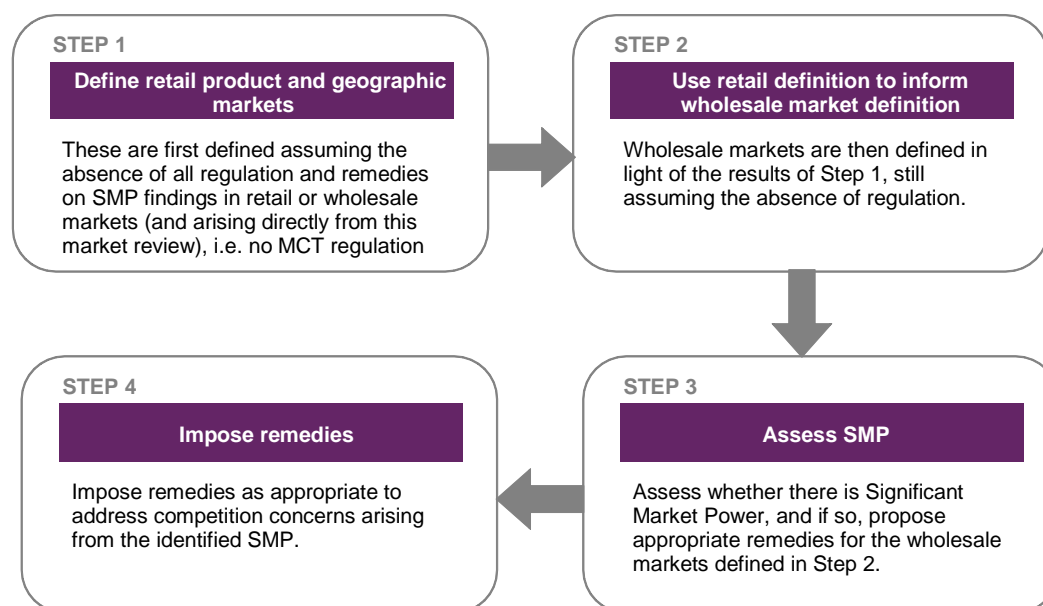 STEP 1
Define retail product and geographic
markets
These are first defined assuming the
absence of all regulation and remedies
on SMP findings in retail or wholesale
markets (and arising directly from this
market review), i.e. no MCT regulation
STEP 2
Use retail definition to inform
wholesale market definition
Wholesale markets are then defined in
light of the results of Step 1, still
assuming the absence of regulation.
STEP 3
Assess SMP
Assess whether there is Significant
Market Power, and if so, propose
appropriate remedies for the wholesale
markets defined in Step 2.
STEP 4
Impose remedies
Impose remedies as appropriate to
address competition concerns arising
from the identified SMP.